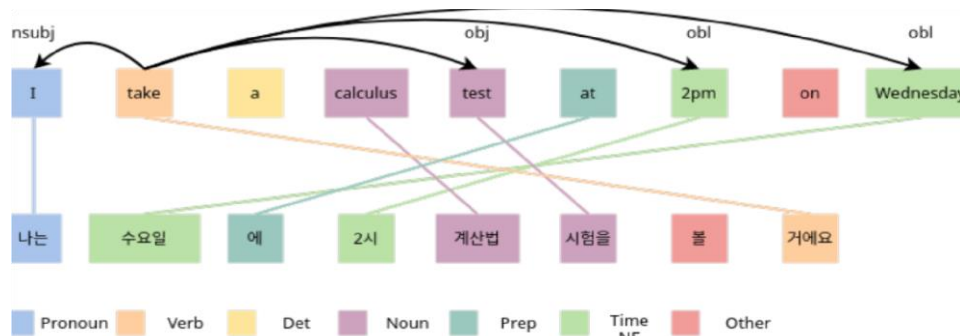 nsubj obj obl obl
I take a calculus test at 2pm on Wednesday
나는 수요일 에 2시 계산법 시험을 볼 거에요
Pronoun Verb Det Noun Prep Time Other
NE